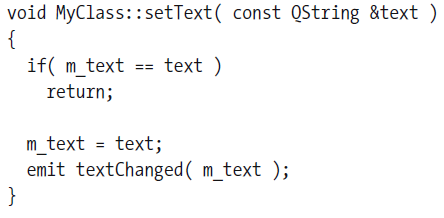 void MyClass::setText( const QString &text )
{
  if( m_text == text )
    return;

  m_text = text;
  emit textChanged( m_text );
}